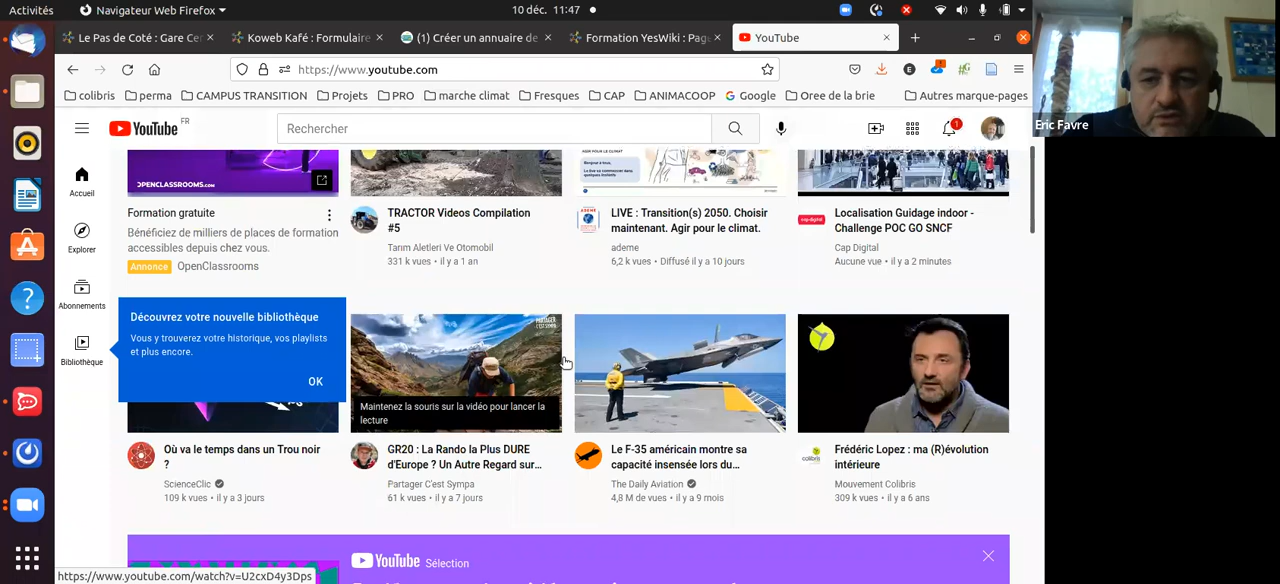 Activités
Navigateur Web Firefox
10 déc. 11:47
Le Pas de Coté : Gare Cer
Koweb Kafé : Formulaire
(1) Créer un annuaire de
Formation YesWiki : Page
YouTube
https://www.youtube.com
colibris
perma
CAMPUS TRANSITION
Projets
PRO
marche climat
Fresques
CAP
ANIMACOOP
Google
Oree de la brie
Autres marque-pages
Eric Favre
YouTube FR
Rechercher
1
Accueil
Explorer
Abonnements
Bibliothèque
OPENCLASSROOMS.COM
Formation gratuite
Bénéficiez de milliers de places de formation
accessibles depuis chez vous.
Annonce OpenClassrooms
TRACTOR Videos Compilation
#5
Tarım Aletleri Ve Otomobil
331 k vues • il y a 1 an
LIVE : Transition(s) 2050. Choisir
maintenant. Agir pour le climat.
ademe
6,2 k vues • Diffusé il y a 10 jours
cap digital
Localisation Guidage indoor -
Challenge POC GO SNCF
Cap Digital
Aucune vue • il y a 2 minutes
Découvrez votre nouvelle bibliothèque
Vous y trouverez votre historique, vos playlists
et plus encore.
OK
PARTAGER
C'EST SYMPA
Maintenez la souris sur la vidéo pour lancer la
lecture
Où va le temps dans un Trou noir
?
ScienceClic
109 k vues • il y a 3 jours
GR20 : La Rando la Plus DURE
d'Europe ? Un Autre Regard sur...
Partager C'est Sympa
61 k vues • il y a 7 jours
Le F-35 américain montre sa
capacité insensée lors du...
The Daily Aviation
4,8 M de vues • il y a 9 mois
colibris
Frédéric Lopez : ma (R)évolution
intérieure
Mouvement Colibris
309 k vues • il y a 6 ans
YouTube Sélection
https://www.youtube.com/watch?v=U2cxD4y3Dps